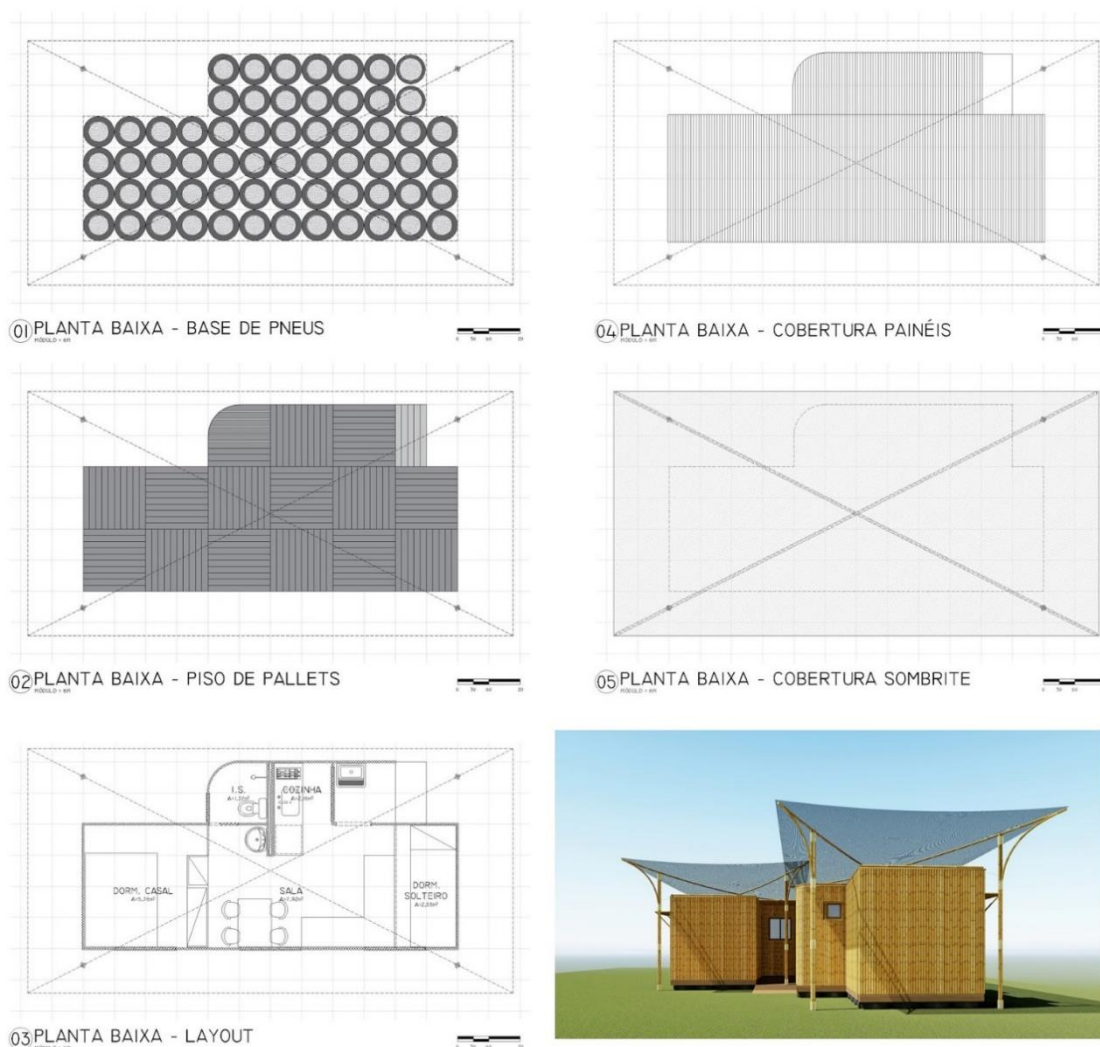 01 PLANTA BAIXA - BASE DE PNEUS
04 PLANTA BAIXA - COBERTURA PAINÉIS
02 PLANTA BAIXA - PISO DE PALLETS
05 PLANTA BAIXA - COBERTURA SOMBRITE
I.S.
COZINHA
DORM. CASAL
SALA
DORM.
SOLTEIRO
03 PLANTA BAIXA - LAYOUT